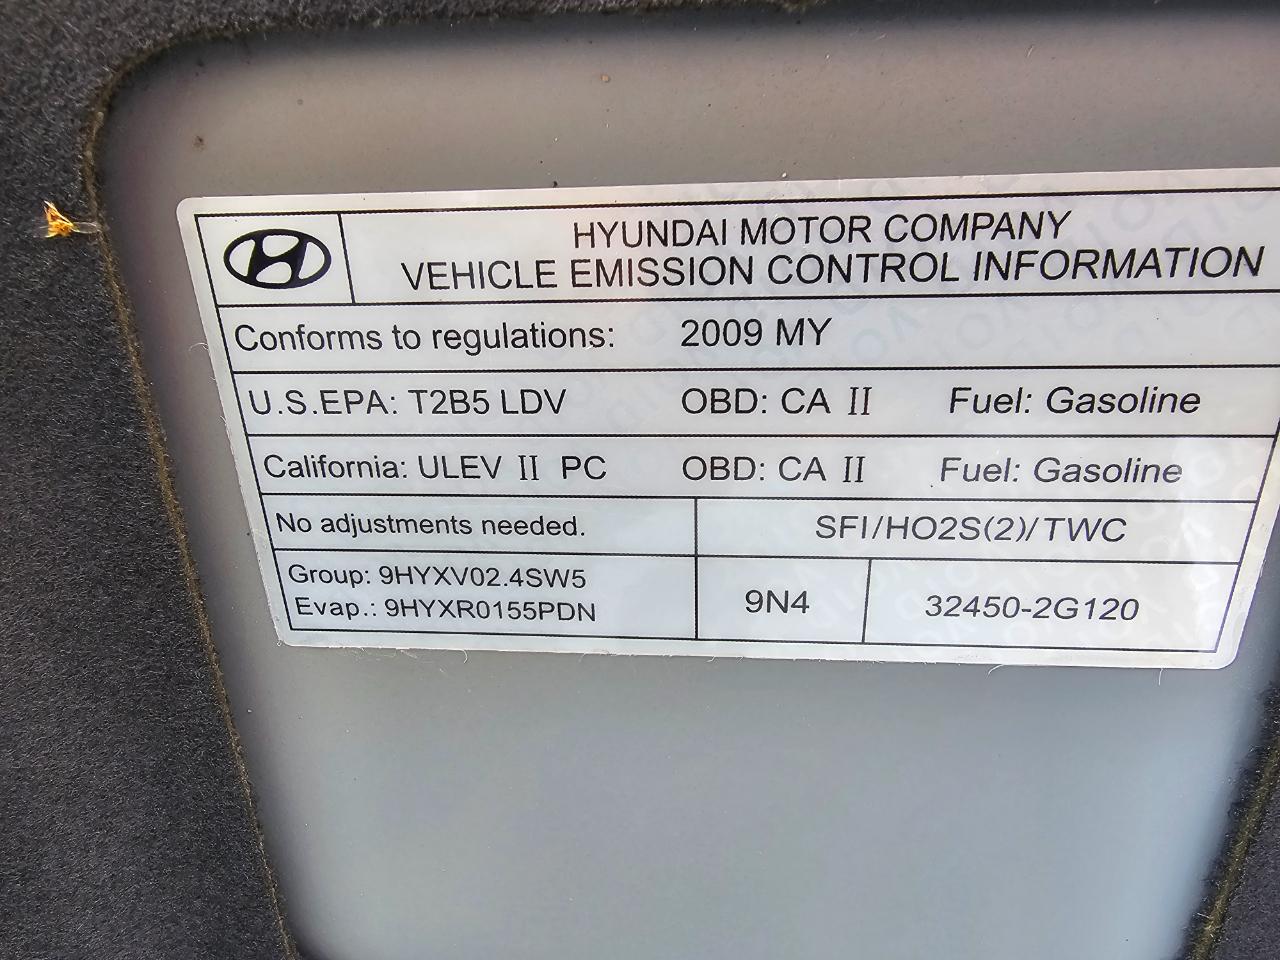 HYUNDAI MOTOR COMPANY
VEHICLE EMISSION CONTROL INFORMATION
Conforms to regulations: 2009 MY
U.S.EPA: T2B5 LDV OBD: CA II Fuel: Gasoline
California: ULEV II PC OBD: CA II Fuel: Gasoline
No adjustments needed. SFI/HO2S(2)/TWC
Group: 9HYXV02.4SW5
Evap.: 9HYXR0155PDN
9N4 32450-2G120